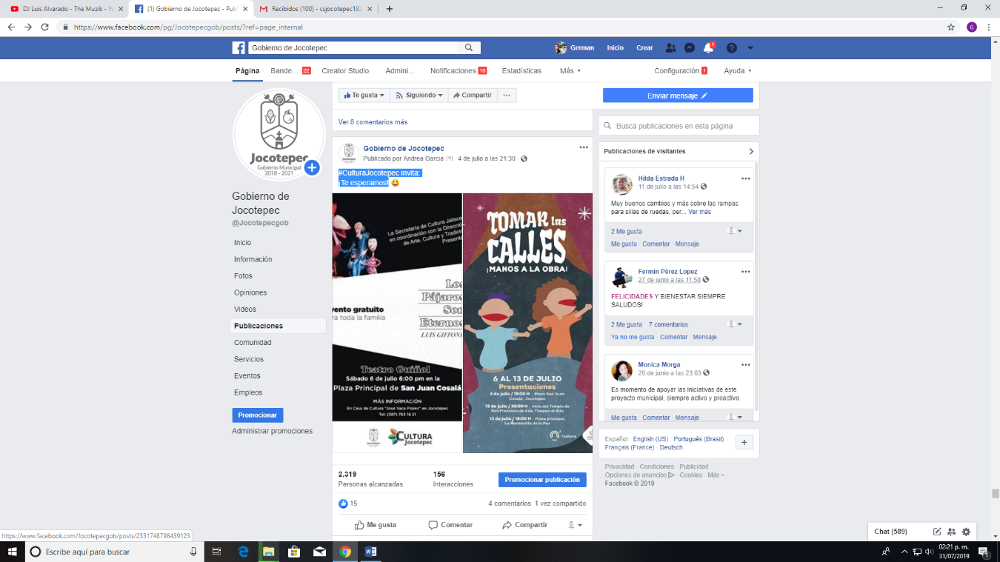 DJ Luis Alvarado - The Muzik - Yo
(1) Gobierno de Jocotepec - Pub
Recibidos (100) - csjocotepec182
https://www.facebook.com/pg/Jocotepecgob/posts/?ref=page_internal
G
Gobierno de Jocotepec
German
Inicio
Crear
1
Página
Bande... 22
Creator Studio
Admini...
Notificaciones 18
Estadísticas
Más
Configuración 1
Ayuda
Jocotepec
Gobierno Municipal
2018 - 2021
Gobierno de
Jocotepec
@Jocotepecgob
Inicio
Información
Fotos
Opiniones
Videos
Publicaciones
Comunidad
Servicios
Eventos
Empleos
Promocionar
Administrar promociones
Te gusta
Siguiendo
Compartir
Enviar mensaje
Ver 8 comentarios más
Gobierno de Jocotepec
Publicado por Andrea Garcia [?] · 4 de julio a las 21:30 ·
#CulturaJocotepec invita:
¡Te esperamos!
La Secretaría de Cultura Jalisco
en coordinación con la Direcció
de Arte, Cultura y Tradicio
Presenta
Los
Pájaros
Son
Eternos
LUIS GIFFONI
vento gratuito
ra toda la familia
Teatro Guiñol
Sábado 6 de julio 6:00 pm en la
Plaza Principal de San Juan Cosalá
MÁS INFORMACIÓN
En Casa de Cultura "José Vaca Flores" en Jocotepec
Tel: (387) 763 16 21
CULTURA
Jocotepec
TOMAR las
CALLES
¡MANOS A LA OBRA!
6 AL 13 DE JULIO
Presentaciones
6 de julio / 18:00 H - Plaza San Juan
Cosalá, Jocotepec
12 de julio / 20:00 H - Atrio del Templo de
San Francisco de Asís, Tizapan el Alto
13 de julio / 18:00 H - Plaza principal,
La Manzanilla de la Paz
Cultura
2,319
Personas alcanzadas
156
Interacciones
Promocionar publicación
15
4 comentarios 1 vez compartido
Me gusta
Comentar
Compartir
Busca publicaciones en esta página
Publicaciones de visitantes
Hilda Estrada H
11 de julio a las 14:54
Muy buenos cambios y más sobre las rampas
para sillas de ruedas, per... Ver más
2 Me gusta
Me gusta · Comentar · Mensaje
Fermin Pérez Lopez
27 de junio a las 11:58
FELICIDADES Y BIENESTAR SIEMPRE
SALUDOS!
2 Me gusta 7 comentarios
Ya no me gusta · Comentar · Mensaje
Monica Morga
26 de junio a las 23:03
Es momento de apoyar las iniciativas de este
proyecto municipal, siempre activo y proactivo.
Me gusta · Comentar · Mensaje
Español · English (US) · Português (Brasil) ·
Français (France) · Deutsch
Privacidad · Condiciones · Publicidad ·
Opciones de anuncios · Cookies · Más
Facebook © 2019
Chat (589)
https://www.facebook.com/Jocotepecgob/posts/2351748798439123
Escribe aquí para buscar
02:21 p. m.
31/07/2019
1